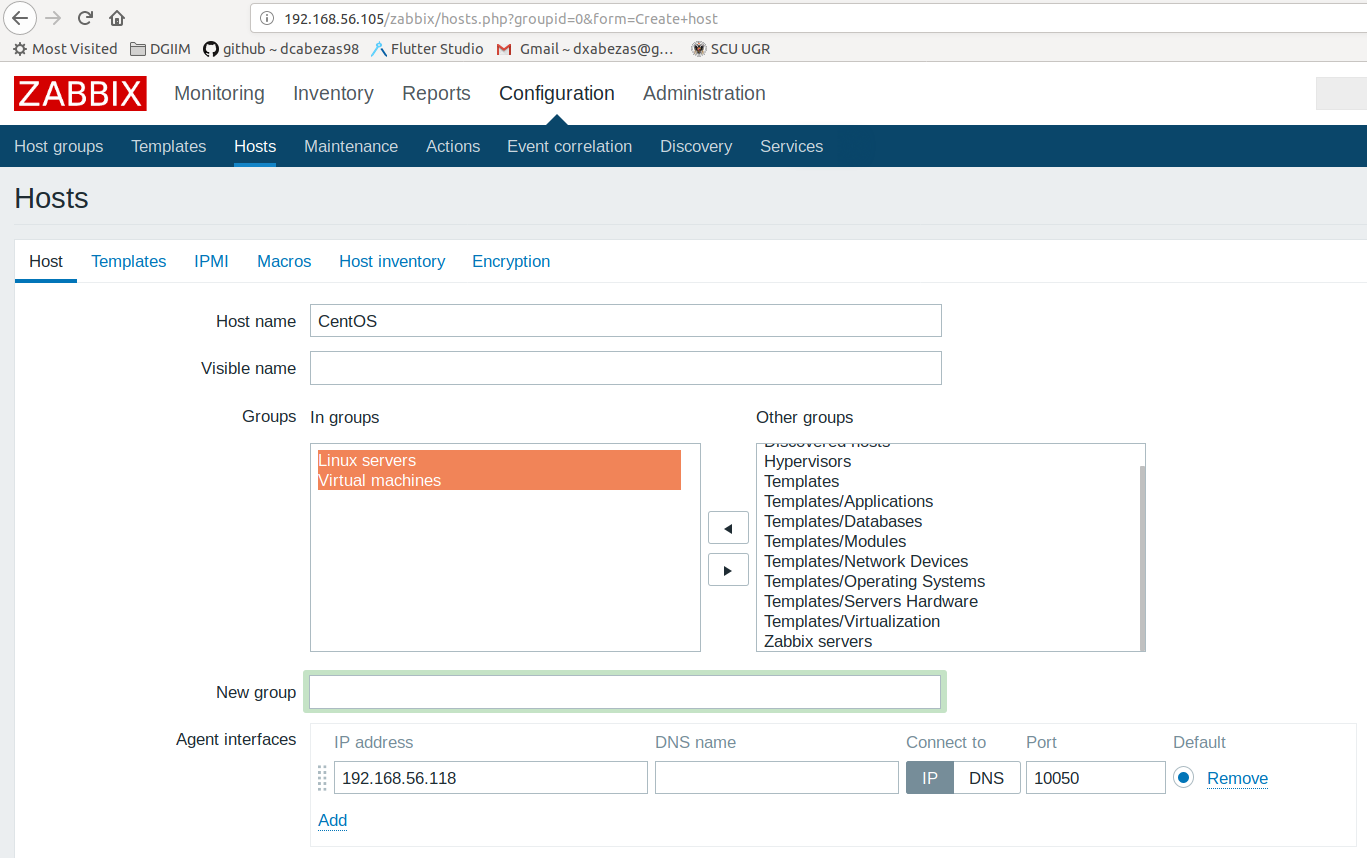 192.168.56.105/zabbix/hosts.php?groupid=0&form=Create+host
Most Visited DGIIM github ~ dcabezas98 Flutter Studio Gmail ~ dxabezas@g... SCU UGR
ZABBIX Monitoring Inventory Reports Configuration Administration
Host groups Templates Hosts Maintenance Actions Event correlation Discovery Services
Hosts
Host Templates IPMI Macros Host inventory Encryption
Host name CentOS
Visible name
Groups In groups Other groups
Discovered hosts
Linux servers Hypervisors
Virtual machines Templates
Templates/Applications
Templates/Databases
Templates/Modules
Templates/Network Devices
Templates/Operating Systems
Templates/Servers Hardware
Templates/Virtualization
Zabbix servers
New group
Agent interfaces IP address DNS name Connect to Port Default
192.168.56.118 IP DNS 10050 Remove
Add